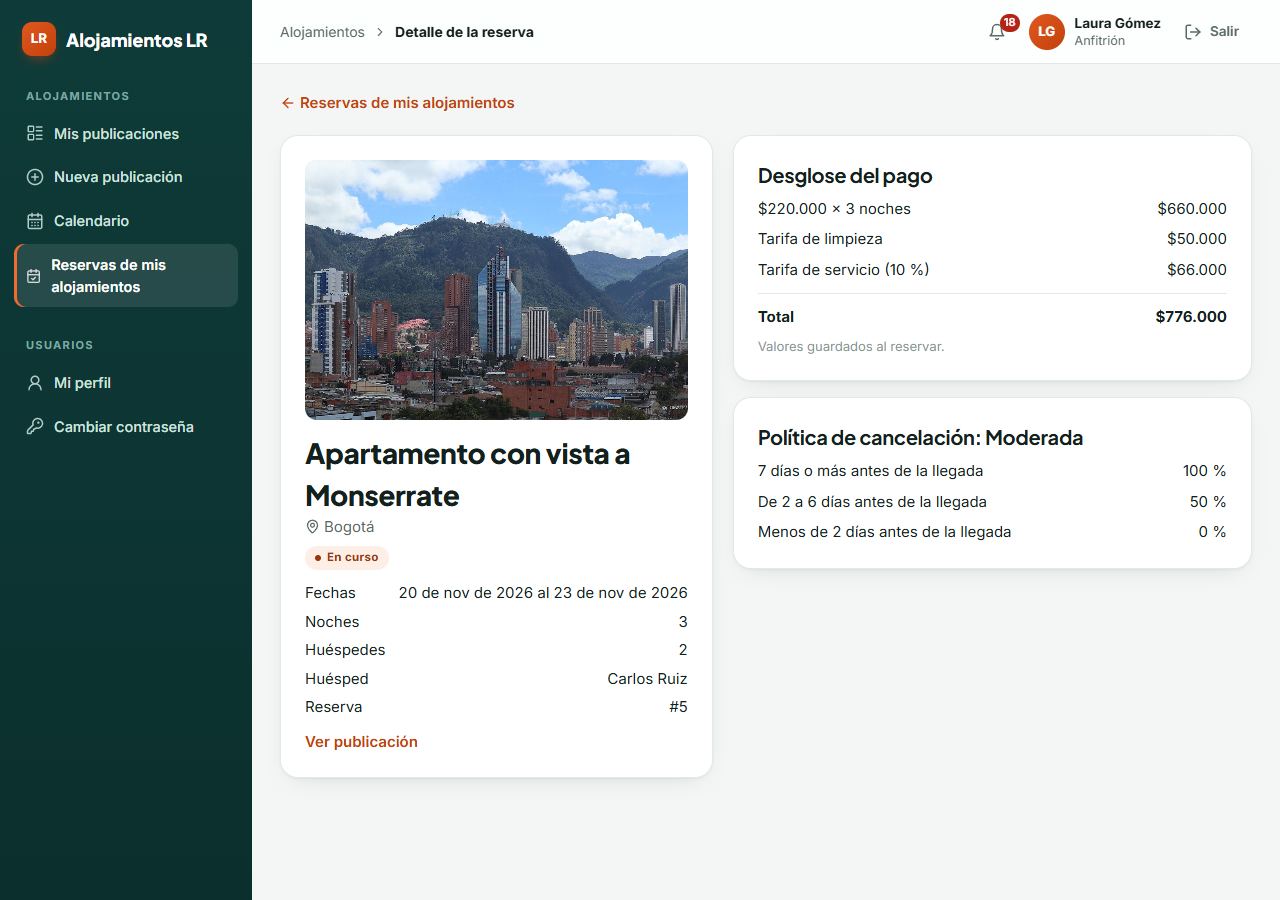 LR Alojamientos LR
ALOJAMIENTOS
Mis publicaciones
Nueva publicación
Calendario
Reservas de mis
alojamientos
USUARIOS
Mi perfil
Cambiar contraseña
Alojamientos > Detalle de la reserva
18
LG
Laura Gómez
Anfitrión
Salir
← Reservas de mis alojamientos
Apartamento con vista a
Monserrate
Bogotá
En curso
Fechas 20 de nov de 2026 al 23 de nov de 2026
Noches 3
Huéspedes 2
Huésped Carlos Ruiz
Reserva #5
Ver publicación
Desglose del pago
$220.000 × 3 noches $660.000
Tarifa de limpieza $50.000
Tarifa de servicio (10 %) $66.000
Total $776.000
Valores guardados al reservar.
Política de cancelación: Moderada
7 días o más antes de la llegada 100 %
De 2 a 6 días antes de la llegada 50 %
Menos de 2 días antes de la llegada 0 %